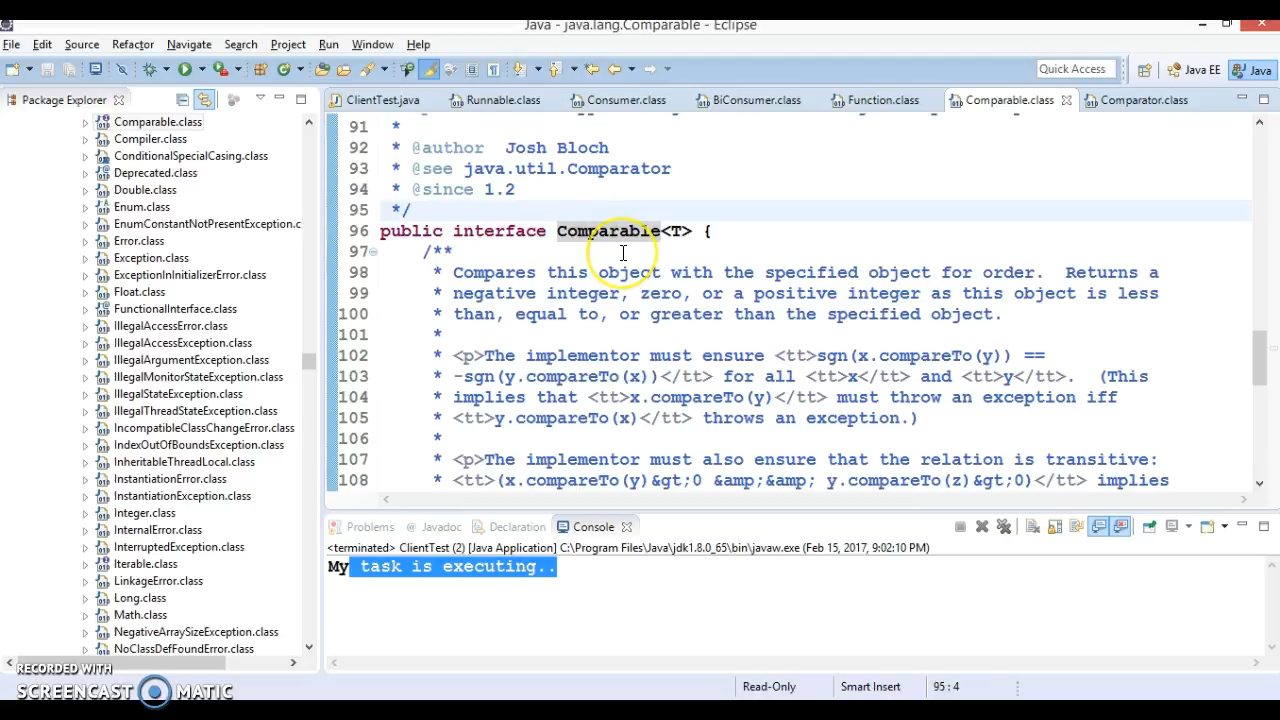 Java - java.lang.Comparable - Eclipse
File Edit Source Refactor Navigate Search Project Run Window Help
Quick Access Java EE Java
Package Explorer
ClientTest.java Runnable.class Consumer.class BiConsumer.class Function.class Comparable.class Comparator.class
Comparable.class
Compiler.class
ConditionalSpecialCasing.class
Deprecated.class
Double.class
Enum.class
EnumConstantNotPresentException.c
Error.class
Exception.class
ExceptionInInitializerError.class
Float.class
FunctionalInterface.class
IllegalAccessError.class
IllegalAccessException.class
IllegalArgumentException.class
IllegalMonitorStateException.class
IllegalStateException.class
IllegalThreadStateException.class
IncompatibleClassChangeError.class
IndexOutOfBoundsException.class
InheritableThreadLocal.class
InstantiationError.class
InstantiationException.class
Integer.class
InternalError.class
InterruptedException.class
Iterable.class
LinkageError.class
Long.class
Math.class
NegativeArraySizeException.class
NoClassDefFoundError.class
91 *
92 * @author Josh Bloch
93 * @see java.util.Comparator
94 * @since 1.2
95 */
96 public interface Comparable<T> {
97 /**
98 * Compares this object with the specified object for order. Returns a
99 * negative integer, zero, or a positive integer as this object is less
100 * than, equal to, or greater than the specified object.
101 *
102 * <p>The implementor must ensure <tt>sgn(x.compareTo(y)) ==
103 * -sgn(y.compareTo(x))</tt> for all <tt>x</tt> and <tt>y</tt>. (This
104 * implies that <tt>x.compareTo(y)</tt> must throw an exception iff
105 * <tt>y.compareTo(x)</tt> throws an exception.)
106 *
107 * <p>The implementor must also ensure that the relation is transitive:
108 * <tt>(x.compareTo(y)&gt;0 &amp;&amp; y.compareTo(z)&gt;0)</tt> implies
Problems Javadoc Declaration Console
<terminated> ClientTest (2) [Java Application] C:\Program Files\Java\jdk1.8.0_65\bin\javaw.exe (Feb 15, 2017, 9:02:10 PM)
My task is executing..
Read-Only Smart Insert 95 : 4
RECORDED WITH
SCREENCAST MATIC